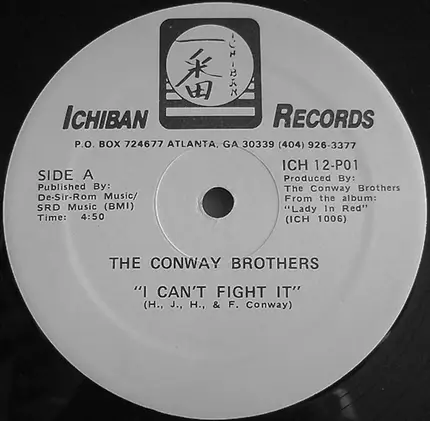 一番
ICHIBAN
ICHIBAN RECORDS
P.O. BOX 724677 ATLANTA, GA 30339 (404) 926-3377
SIDE A
Published By:
De-Sir-Rom Music/
SRD Music (BMI)
Time: 4:50
ICH 12-P01
Produced By:
The Conway Brothers
From the album:
"Lady In Red"
(ICH 1006)
THE CONWAY BROTHERS
"I CAN'T FIGHT IT"
(H., J., H., & F. Conway)